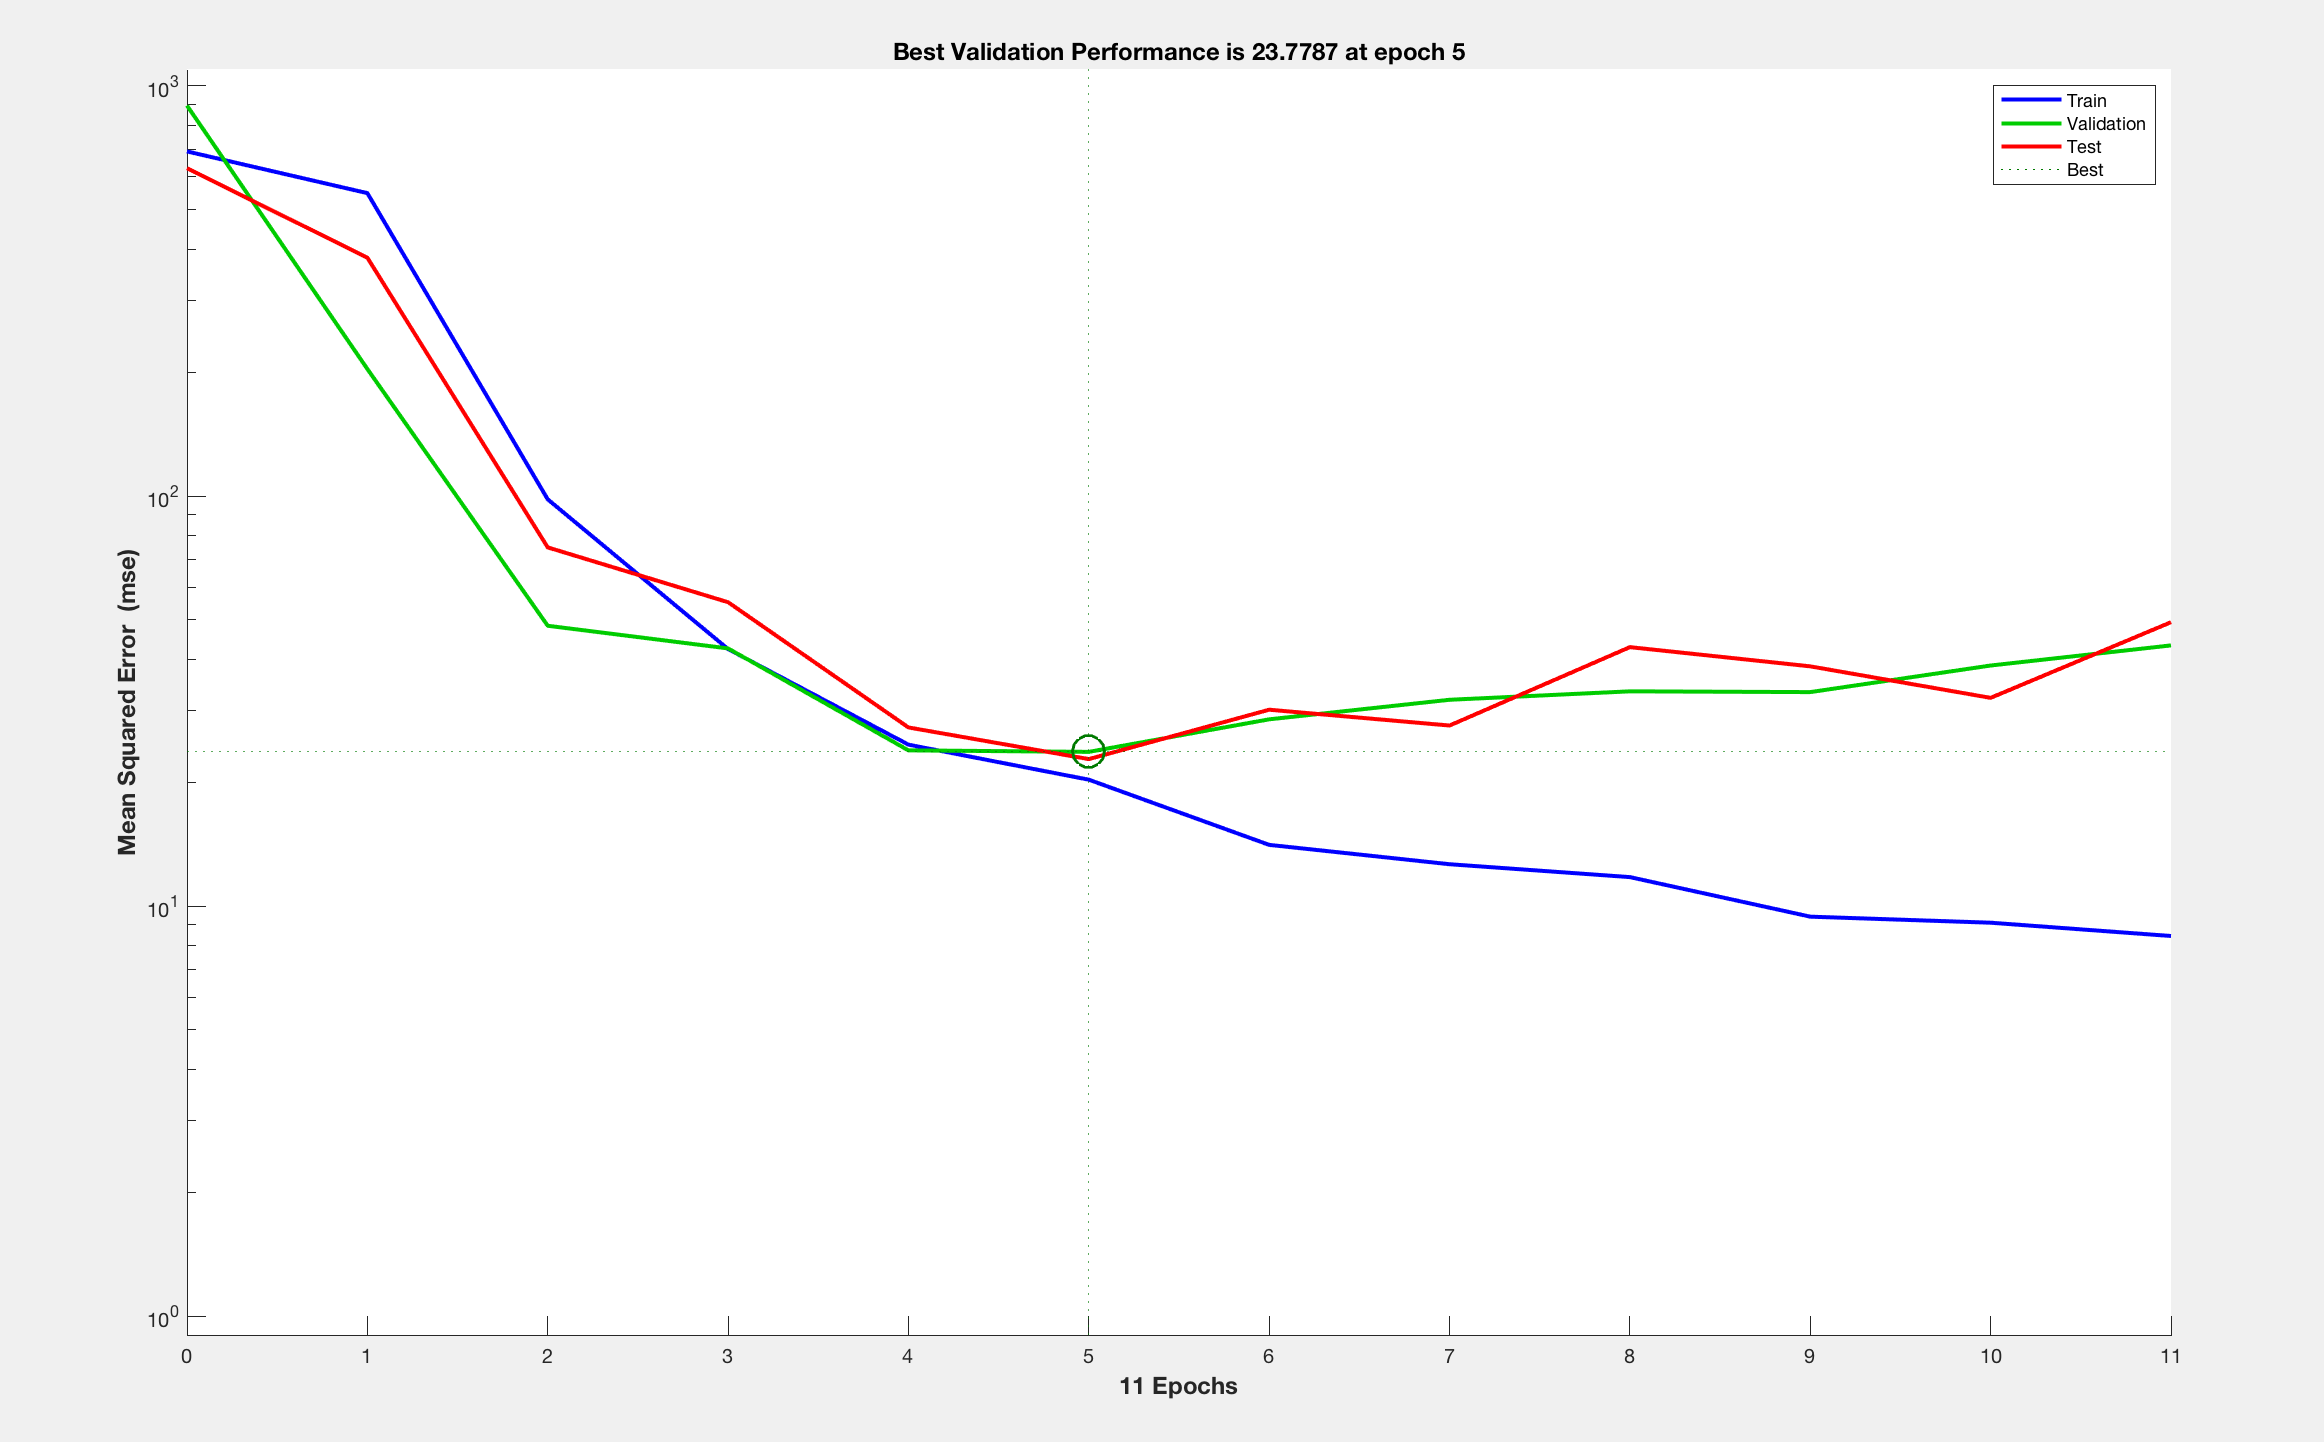 Best Validation Performance is 23.7787 at epoch 5
Train
Validation
Test
Best
Mean Squared Error  (mse)
10^3
10^2
10^1
10^0
0 1 2 3 4 5 6 7 8 9 10 11
11 Epochs